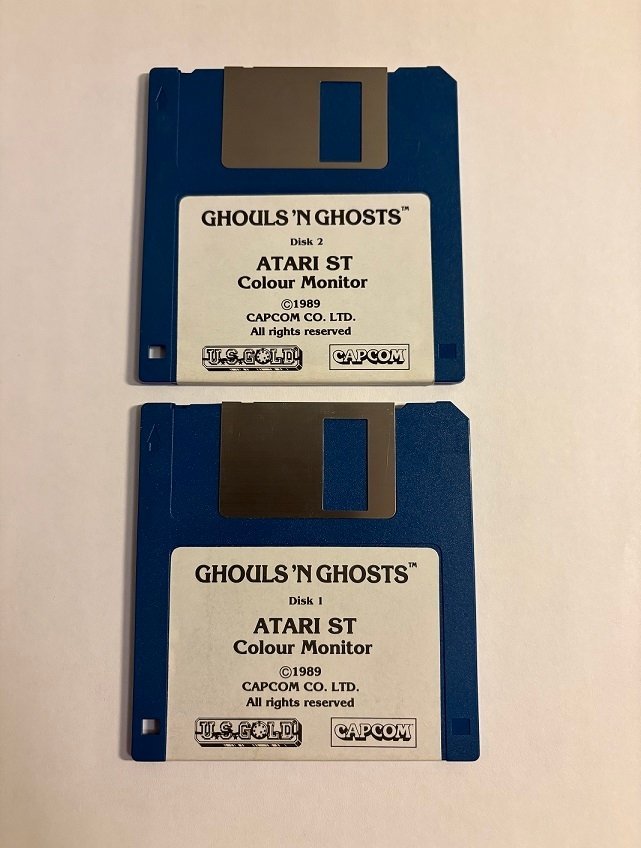 GHOULS 'N GHOSTS™
Disk 2
ATARI ST
Colour Monitor
©1989
CAPCOM CO. LTD.
All rights reserved
U.S. GOLD CAPCOM
GHOULS 'N GHOSTS™
Disk 1
ATARI ST
Colour Monitor
©1989
CAPCOM CO. LTD.
All rights reserved
U.S. GOLD CAPCOM